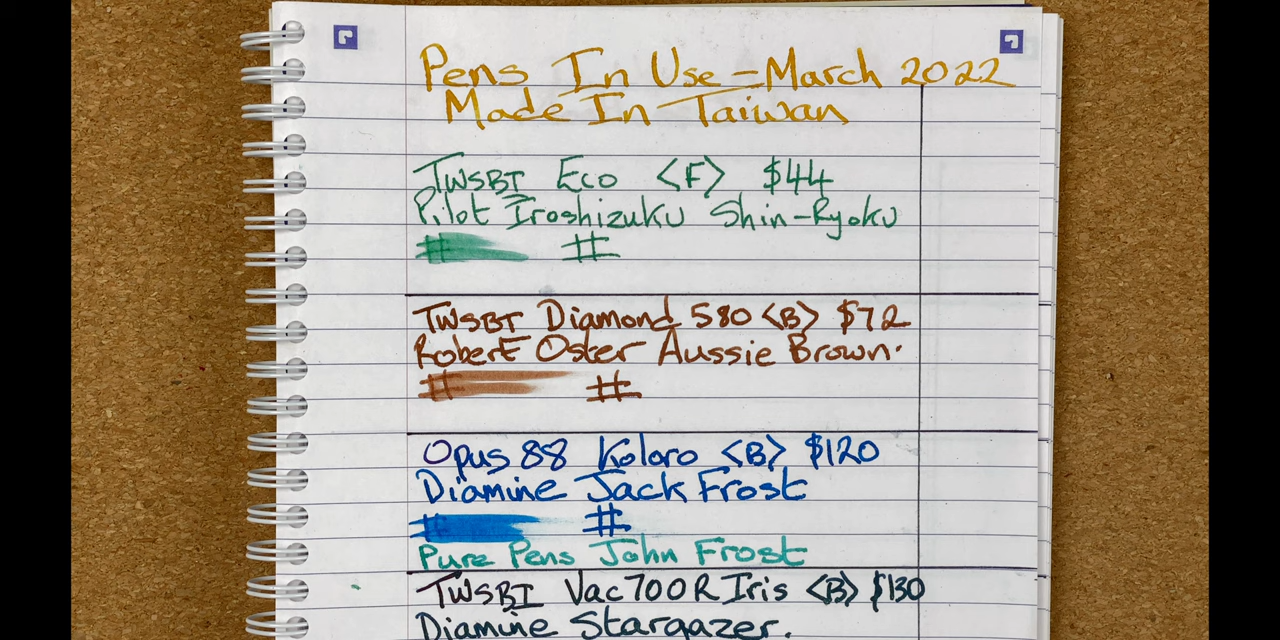 Pens In Use - March 2022
Made In Taiwan
TWSBI Eco <F> $44
Pilot Iroshizuku Shin-Ryoku
# #
TWSBI Diamond 580 <B> $72
Robert Oster Aussie Brown.
# #
Opus 88 Koloro <B> $120
Diamine Jack Frost
# #
Pure Pens John Frost
TWSBI Vac700R Iris <B> $130
Diamine Stargazer.